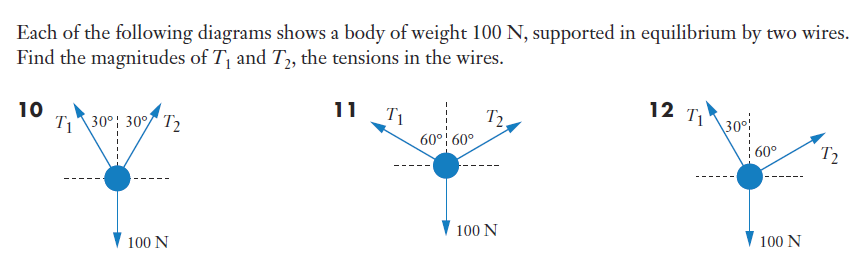 Each of the following diagrams shows a body of weight 100 N, supported in equilibrium by two wires.
Find the magnitudes of T₁ and T₂, the tensions in the wires.
10 T₁ 30° 30° T₂
100 N
11 T₁ T₂
60° 60°
100 N
12 T₁
30°
60° T₂
100 N